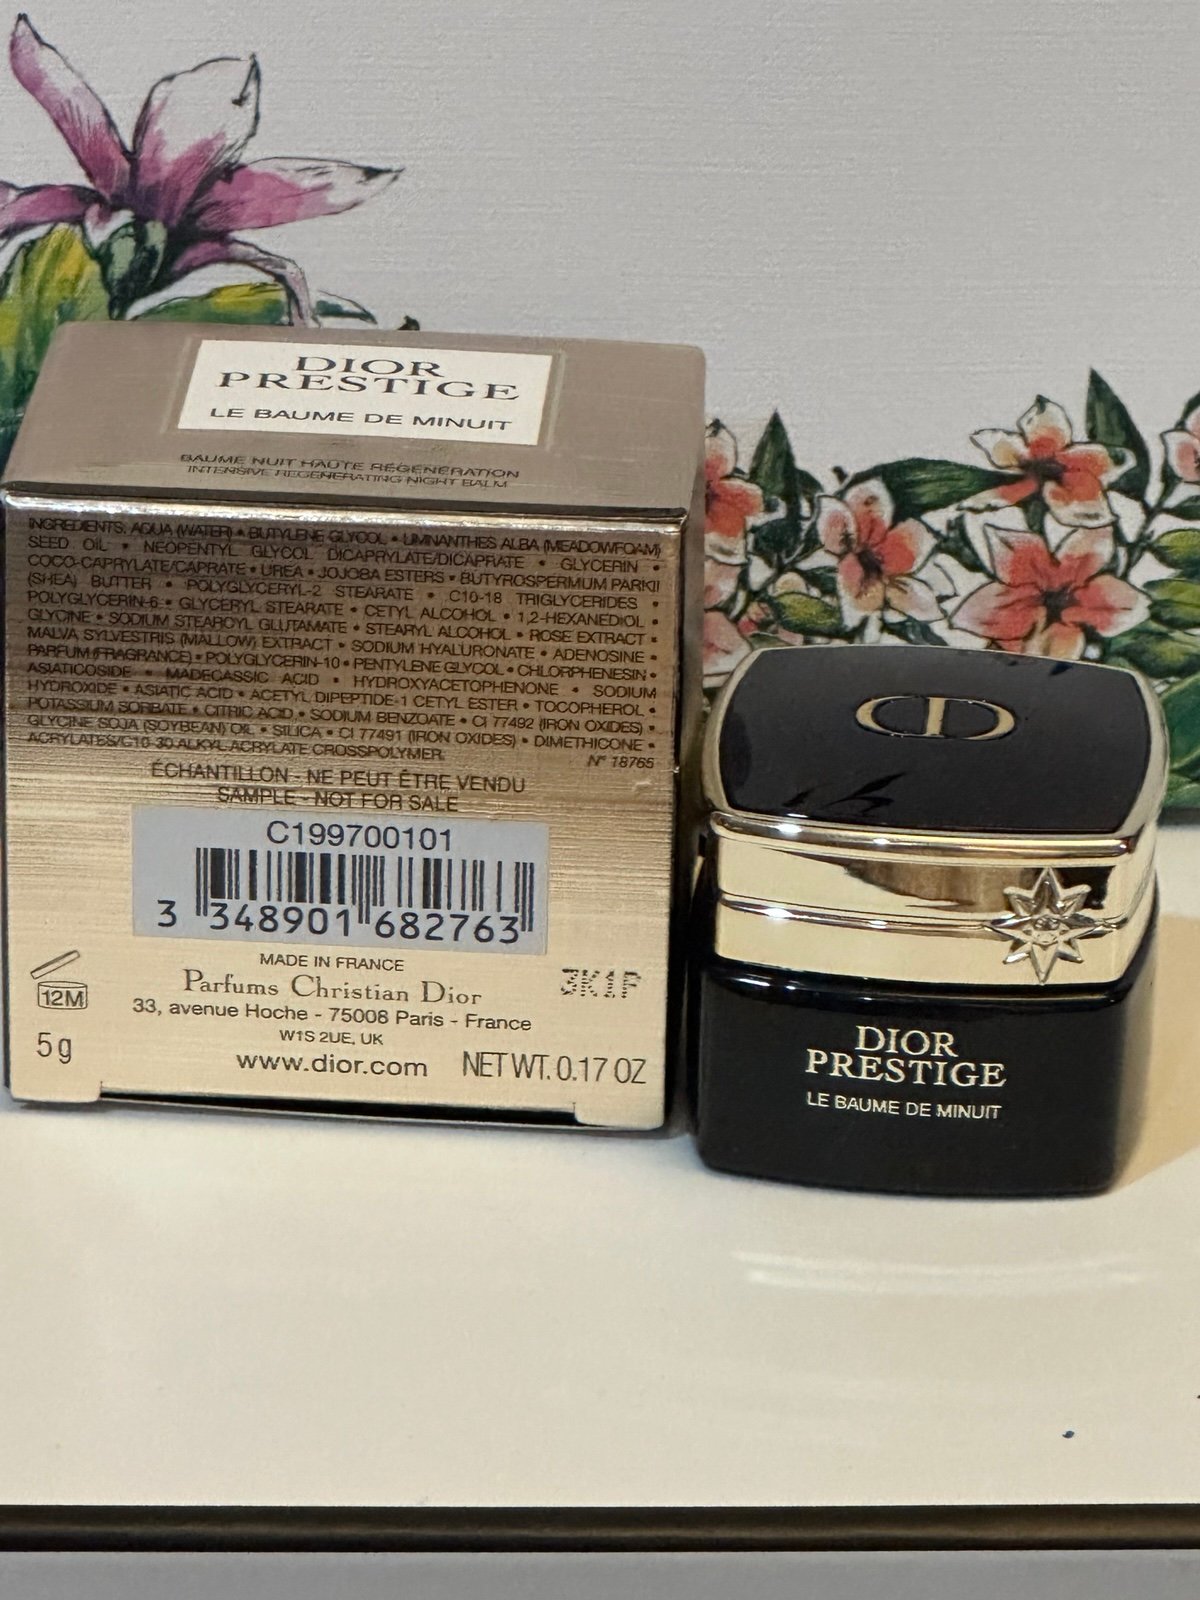 DIOR
PRESTIGE
LE BAUME DE MINUIT
BAUME NUIT HAUTE RÉGÉNÉRATION
INTENSIVE REGENERATING NIGHT BALM
INGREDIENTS: AQUA (WATER) • BUTYLENE GLYCOL • LIMNANTHES ALBA (MEADOWFOAM)
SEED OIL • NEOPENTYL GLYCOL DICAPRYLATE/DICAPRATE • GLYCERIN •
COCO-CAPRYLATE/CAPRATE • UREA • JOJOBA ESTERS • BUTYROSPERMUM PARKII
(SHEA) BUTTER • POLYGLYCERYL-2 STEARATE • C10-18 TRIGLYCERIDES •
POLYGLYCERIN-6 • GLYCERYL STEARATE • CETYL ALCOHOL • 1,2-HEXANEDIOL •
GLYCINE • SODIUM STEAROYL GLUTAMATE • STEARYL ALCOHOL • ROSE EXTRACT •
MALVA SYLVESTRIS (MALLOW) EXTRACT • SODIUM HYALURONATE • ADENOSINE •
PARFUM (FRAGRANCE) • POLYGLYCERIN-10 • PENTYLENE GLYCOL • CHLORPHENESIN •
ASIATICOSIDE • MADECASSIC ACID • HYDROXYACETOPHENONE • SODIUM
HYDROXIDE • ASIATIC ACID • ACETYL DIPEPTIDE-1 CETYL ESTER • TOCOPHEROL •
POTASSIUM SORBATE • CITRIC ACID • SODIUM BENZOATE • CI 77492 (IRON OXIDES) •
GLYCINE SOJA (SOYBEAN) OIL • SILICA • CI 77491 (IRON OXIDES) • DIMETHICONE •
ACRYLATES/C10-30 ALKYL ACRYLATE CROSSPOLYMER.
N° 18765
ÉCHANTILLON - NE PEUT ÊTRE VENDU
SAMPLE - NOT FOR SALE
C199700101
3 348901 682763
MADE IN FRANCE
Parfums Christian Dior
33, avenue Hoche - 75008 Paris - France
W1S 2UE, UK
www.dior.com
12M
5 g
3K1P
NET WT. 0.17 OZ
CD
DIOR
PRESTIGE
LE BAUME DE MINUIT